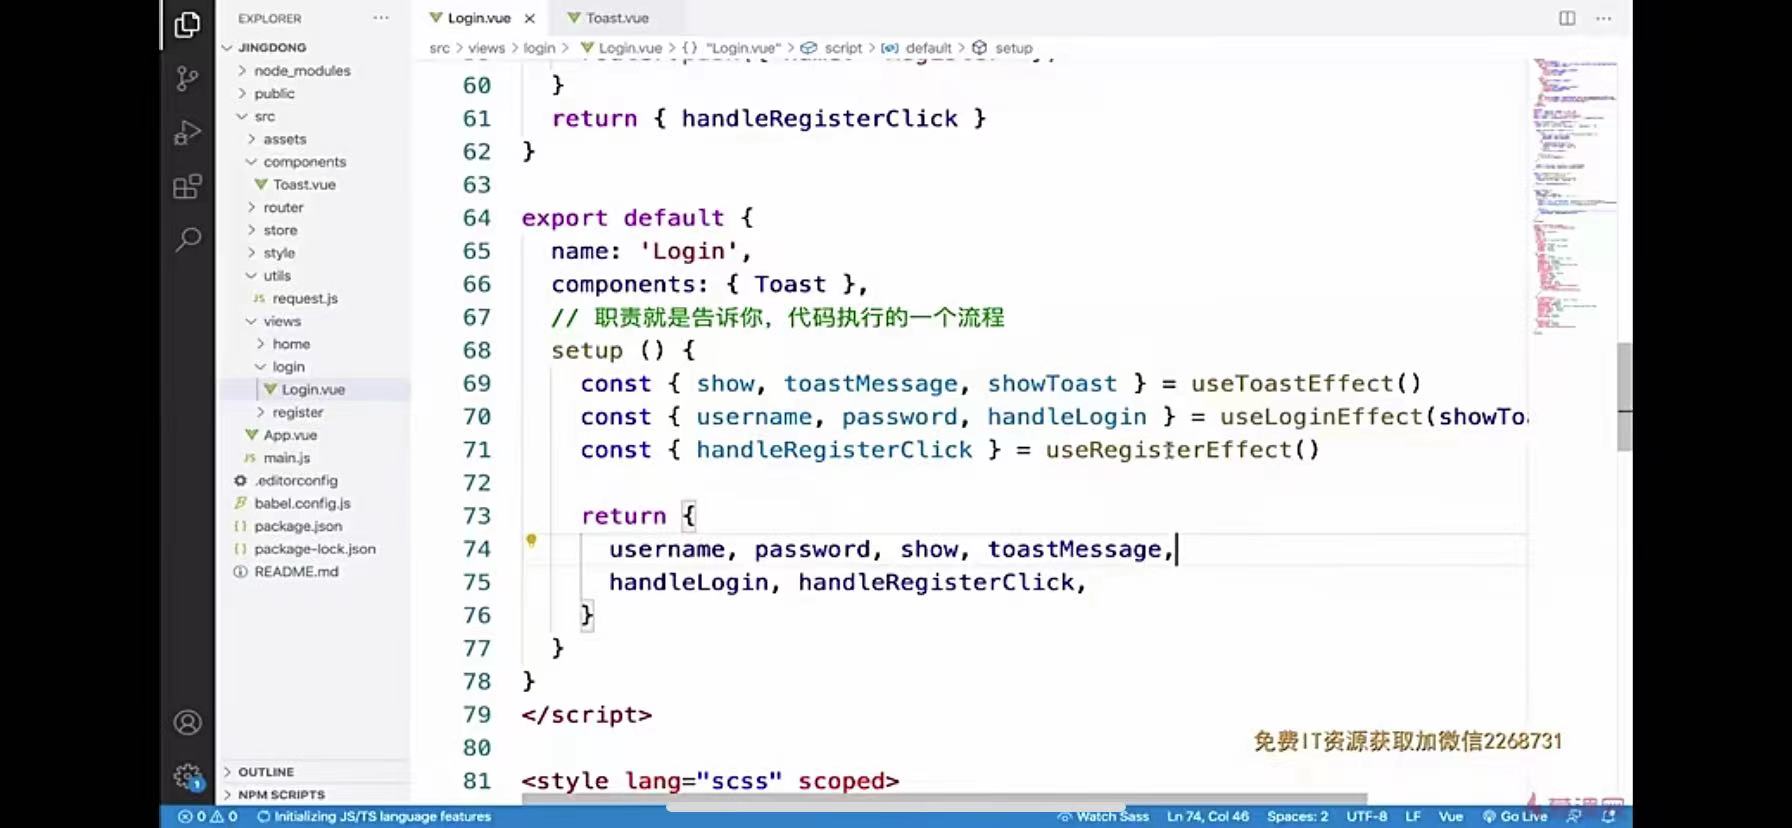 EXPLORER
JINGDONG
node_modules
public
src
assets
components
Toast.vue
router
store
style
utils
JS request.js
views
home
login
Login.vue
register
App.vue
JS main.js
.editorconfig
babel.config.js
{} package.json
{} package-lock.json
README.md
OUTLINE
NPM SCRIPTS
Login.vue Toast.vue
src > views > login > Login.vue > {} "Login.vue" > script > default > setup
60 }
61 return { handleRegisterClick }
62 }
63
64 export default {
65 name: 'Login',
66 components: { Toast },
67 // 职责就是告诉你，代码执行的一个流程
68 setup () {
69 const { show, toastMessage, showToast } = useToastEffect()
70 const { username, password, handleLogin } = useLoginEffect(showToa
71 const { handleRegisterClick } = useRegisterEffect()
72
73 return {
74 username, password, show, toastMessage,
75 handleLogin, handleRegisterClick,
76 }
77 }
78 }
79 </script>
80
81 <style lang="scss" scoped>
免费IT资源获取加微信2268731
0 0 Initializing JS/TS language features Watch Sass Ln 74, Col 46 Spaces: 2 UTF-8 LF Vue Go Live
1